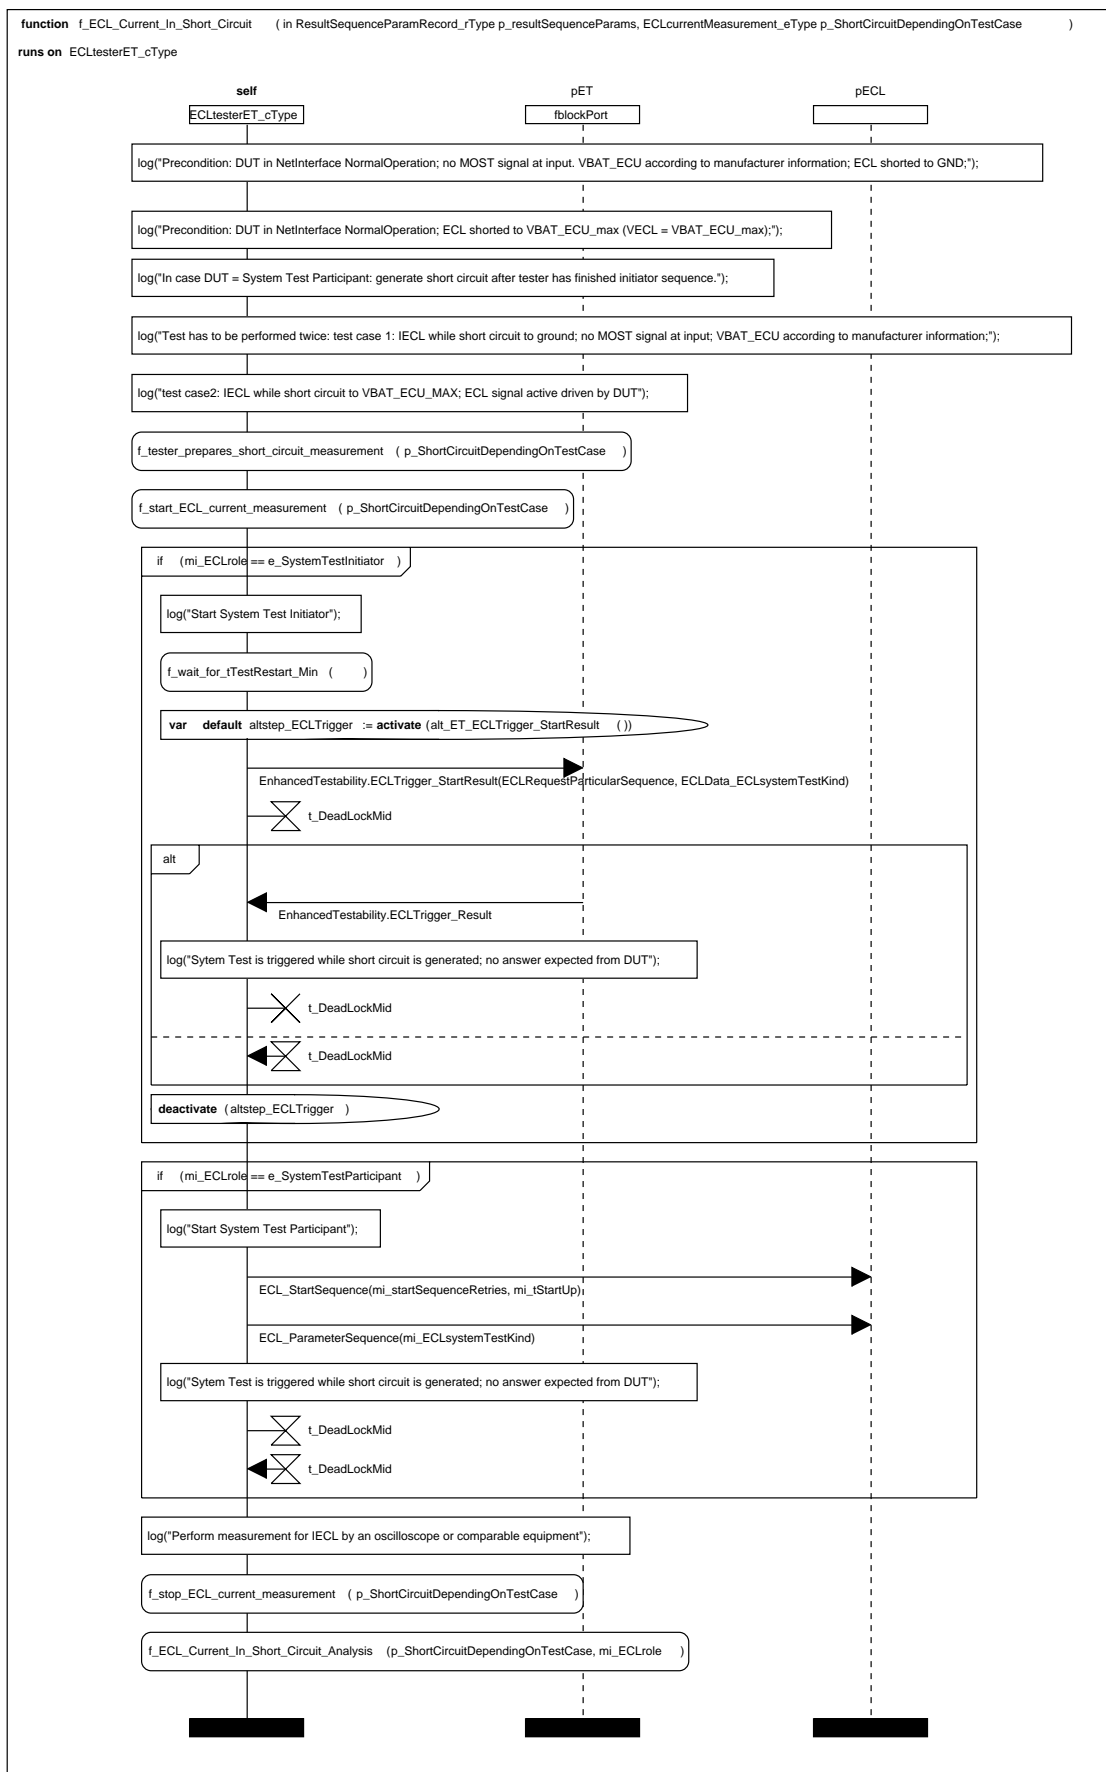 function f_ECL_Current_In_Short_Circuit ( in ResultSequenceParamRecord_rType p_resultSequenceParams, ECLcurrentMeasurement_eType p_ShortCircuitDependingOnTestCase )
runs on ECLtesterET_cType
self pET pECL
ECLtesterET_cType fblockPort
log("Precondition: DUT in NetInterface NormalOperation; no MOST signal at input. VBAT_ECU according to manufacturer information; ECL shorted to GND;");
log("Precondition: DUT in NetInterface NormalOperation; ECL shorted to VBAT_ECU_max (VECL = VBAT_ECU_max);");
log("In case DUT = System Test Participant: generate short circuit after tester has finished initiator sequence.");
log("Test has to be performed twice: test case 1: IECL while short circuit to ground; no MOST signal at input; VBAT_ECU according to manufacturer information;");
log("test case2: IECL while short circuit to VBAT_ECU_MAX; ECL signal active driven by DUT");
f_tester_prepares_short_circuit_measurement ( p_ShortCircuitDependingOnTestCase )
f_start_ECL_current_measurement ( p_ShortCircuitDependingOnTestCase )
if (mi_ECLrole == e_SystemTestInitiator )
log("Start System Test Initiator");
f_wait_for_tTestRestart_Min ( )
var default altstep_ECLTrigger := activate (alt_ET_ECLTrigger_StartResult ())
EnhancedTestability.ECLTrigger_StartResult(ECLRequestParticularSequence, ECLData_ECLsystemTestKind)
t_DeadLockMid
alt
EnhancedTestability.ECLTrigger_Result
log("Sytem Test is triggered while short circuit is generated; no answer expected from DUT");
t_DeadLockMid
t_DeadLockMid
deactivate (altstep_ECLTrigger )
if (mi_ECLrole == e_SystemTestParticipant )
log("Start System Test Participant");
ECL_StartSequence(mi_startSequenceRetries, mi_tStartUp)
ECL_ParameterSequence(mi_ECLsystemTestKind)
log("Sytem Test is triggered while short circuit is generated; no answer expected from DUT");
t_DeadLockMid
t_DeadLockMid
log("Perform measurement for IECL by an oscilloscope or comparable equipment");
f_stop_ECL_current_measurement ( p_ShortCircuitDependingOnTestCase )
f_ECL_Current_In_Short_Circuit_Analysis (p_ShortCircuitDependingOnTestCase, mi_ECLrole )